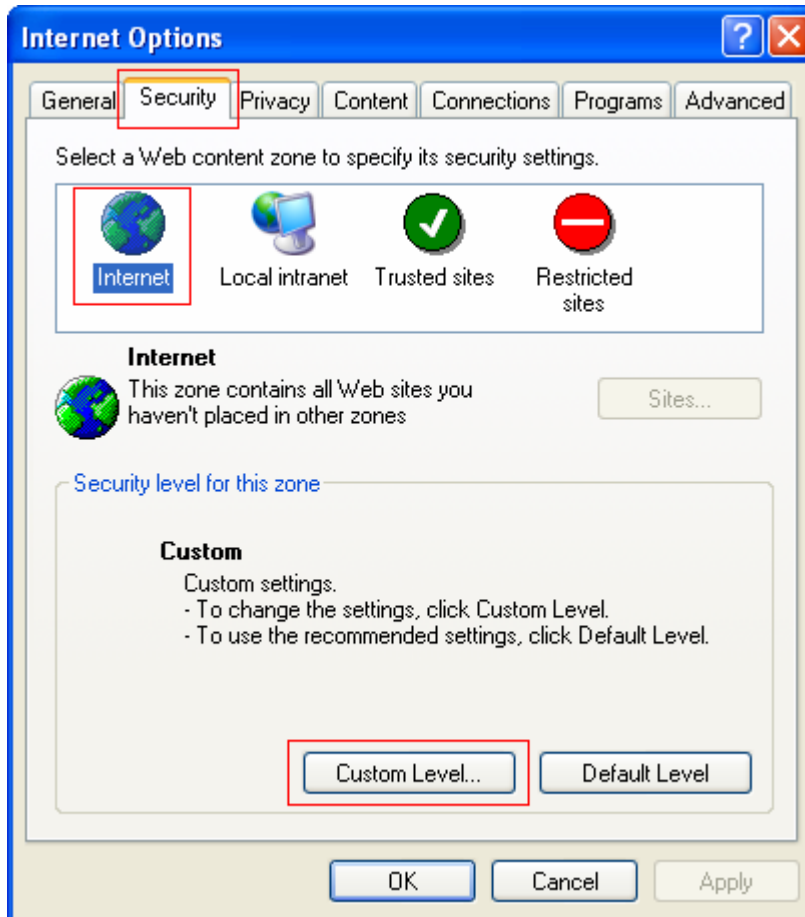 Internet Options
General Security Privacy Content Connections Programs Advanced
Select a Web content zone to specify its security settings.
Internet Local intranet Trusted sites Restricted
sites
Internet
This zone contains all Web sites you
haven't placed in other zones
Sites...
Security level for this zone
Custom
Custom settings.
- To change the settings, click Custom Level.
- To use the recommended settings, click Default Level.
Custom Level... Default Level
OK Cancel Apply